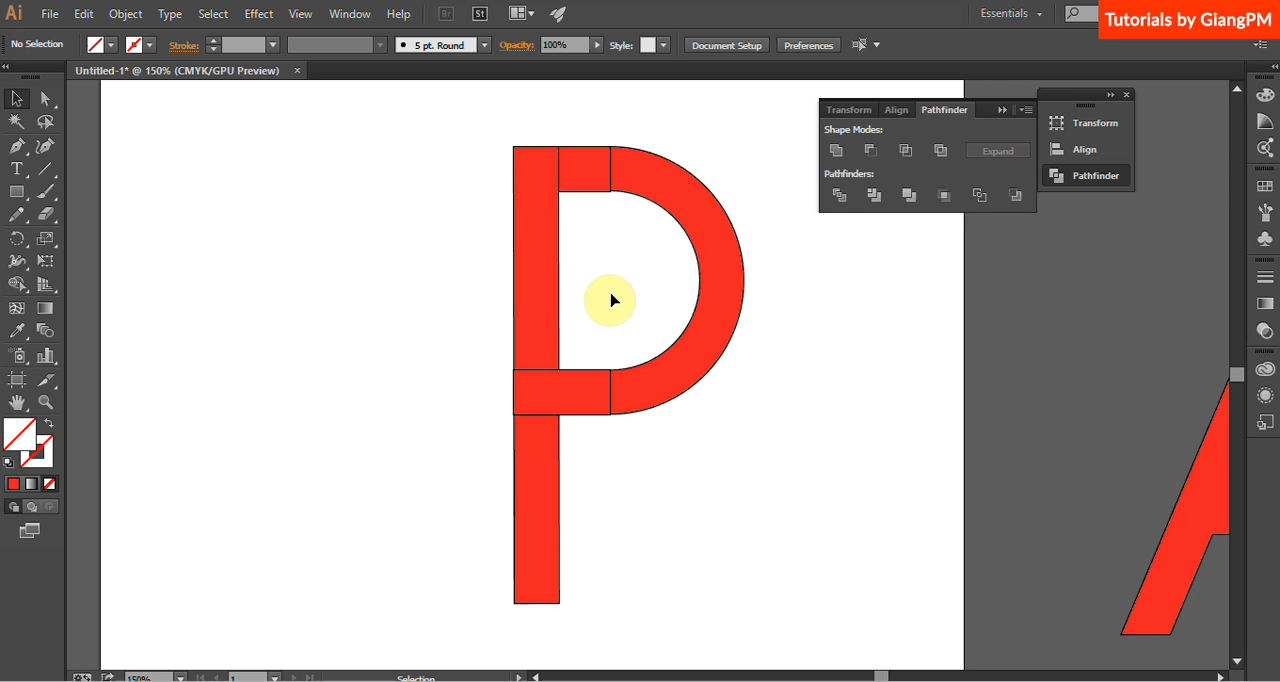 Ai File Edit Object Type Select Effect View Window Help Br St Essentials
Tutorials by GiangPM
No Selection Stroke: 5 pt. Round Opacity: 100% Style: Document Setup Preferences
Untitled-1* @ 150% (CMYK/GPU Preview) ×
Transform Align Pathfinder
Shape Modes:
Expand
Pathfinders:
Transform
Align
Pathfinder
P
150% 1 Selection